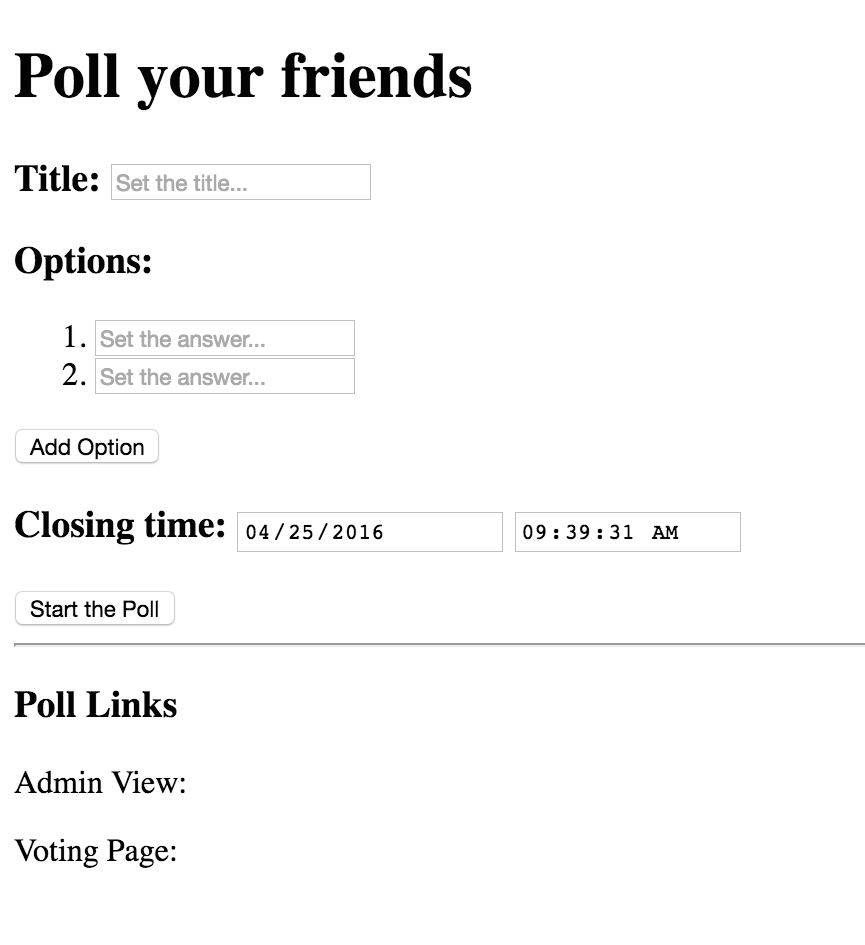 Poll your friends
Title: Set the title...
Options:
1. Set the answer...
2. Set the answer...
Add Option
Closing time: 04/25/2016 09:39:31 AM
Start the Poll
Poll Links
Admin View:
Voting Page: